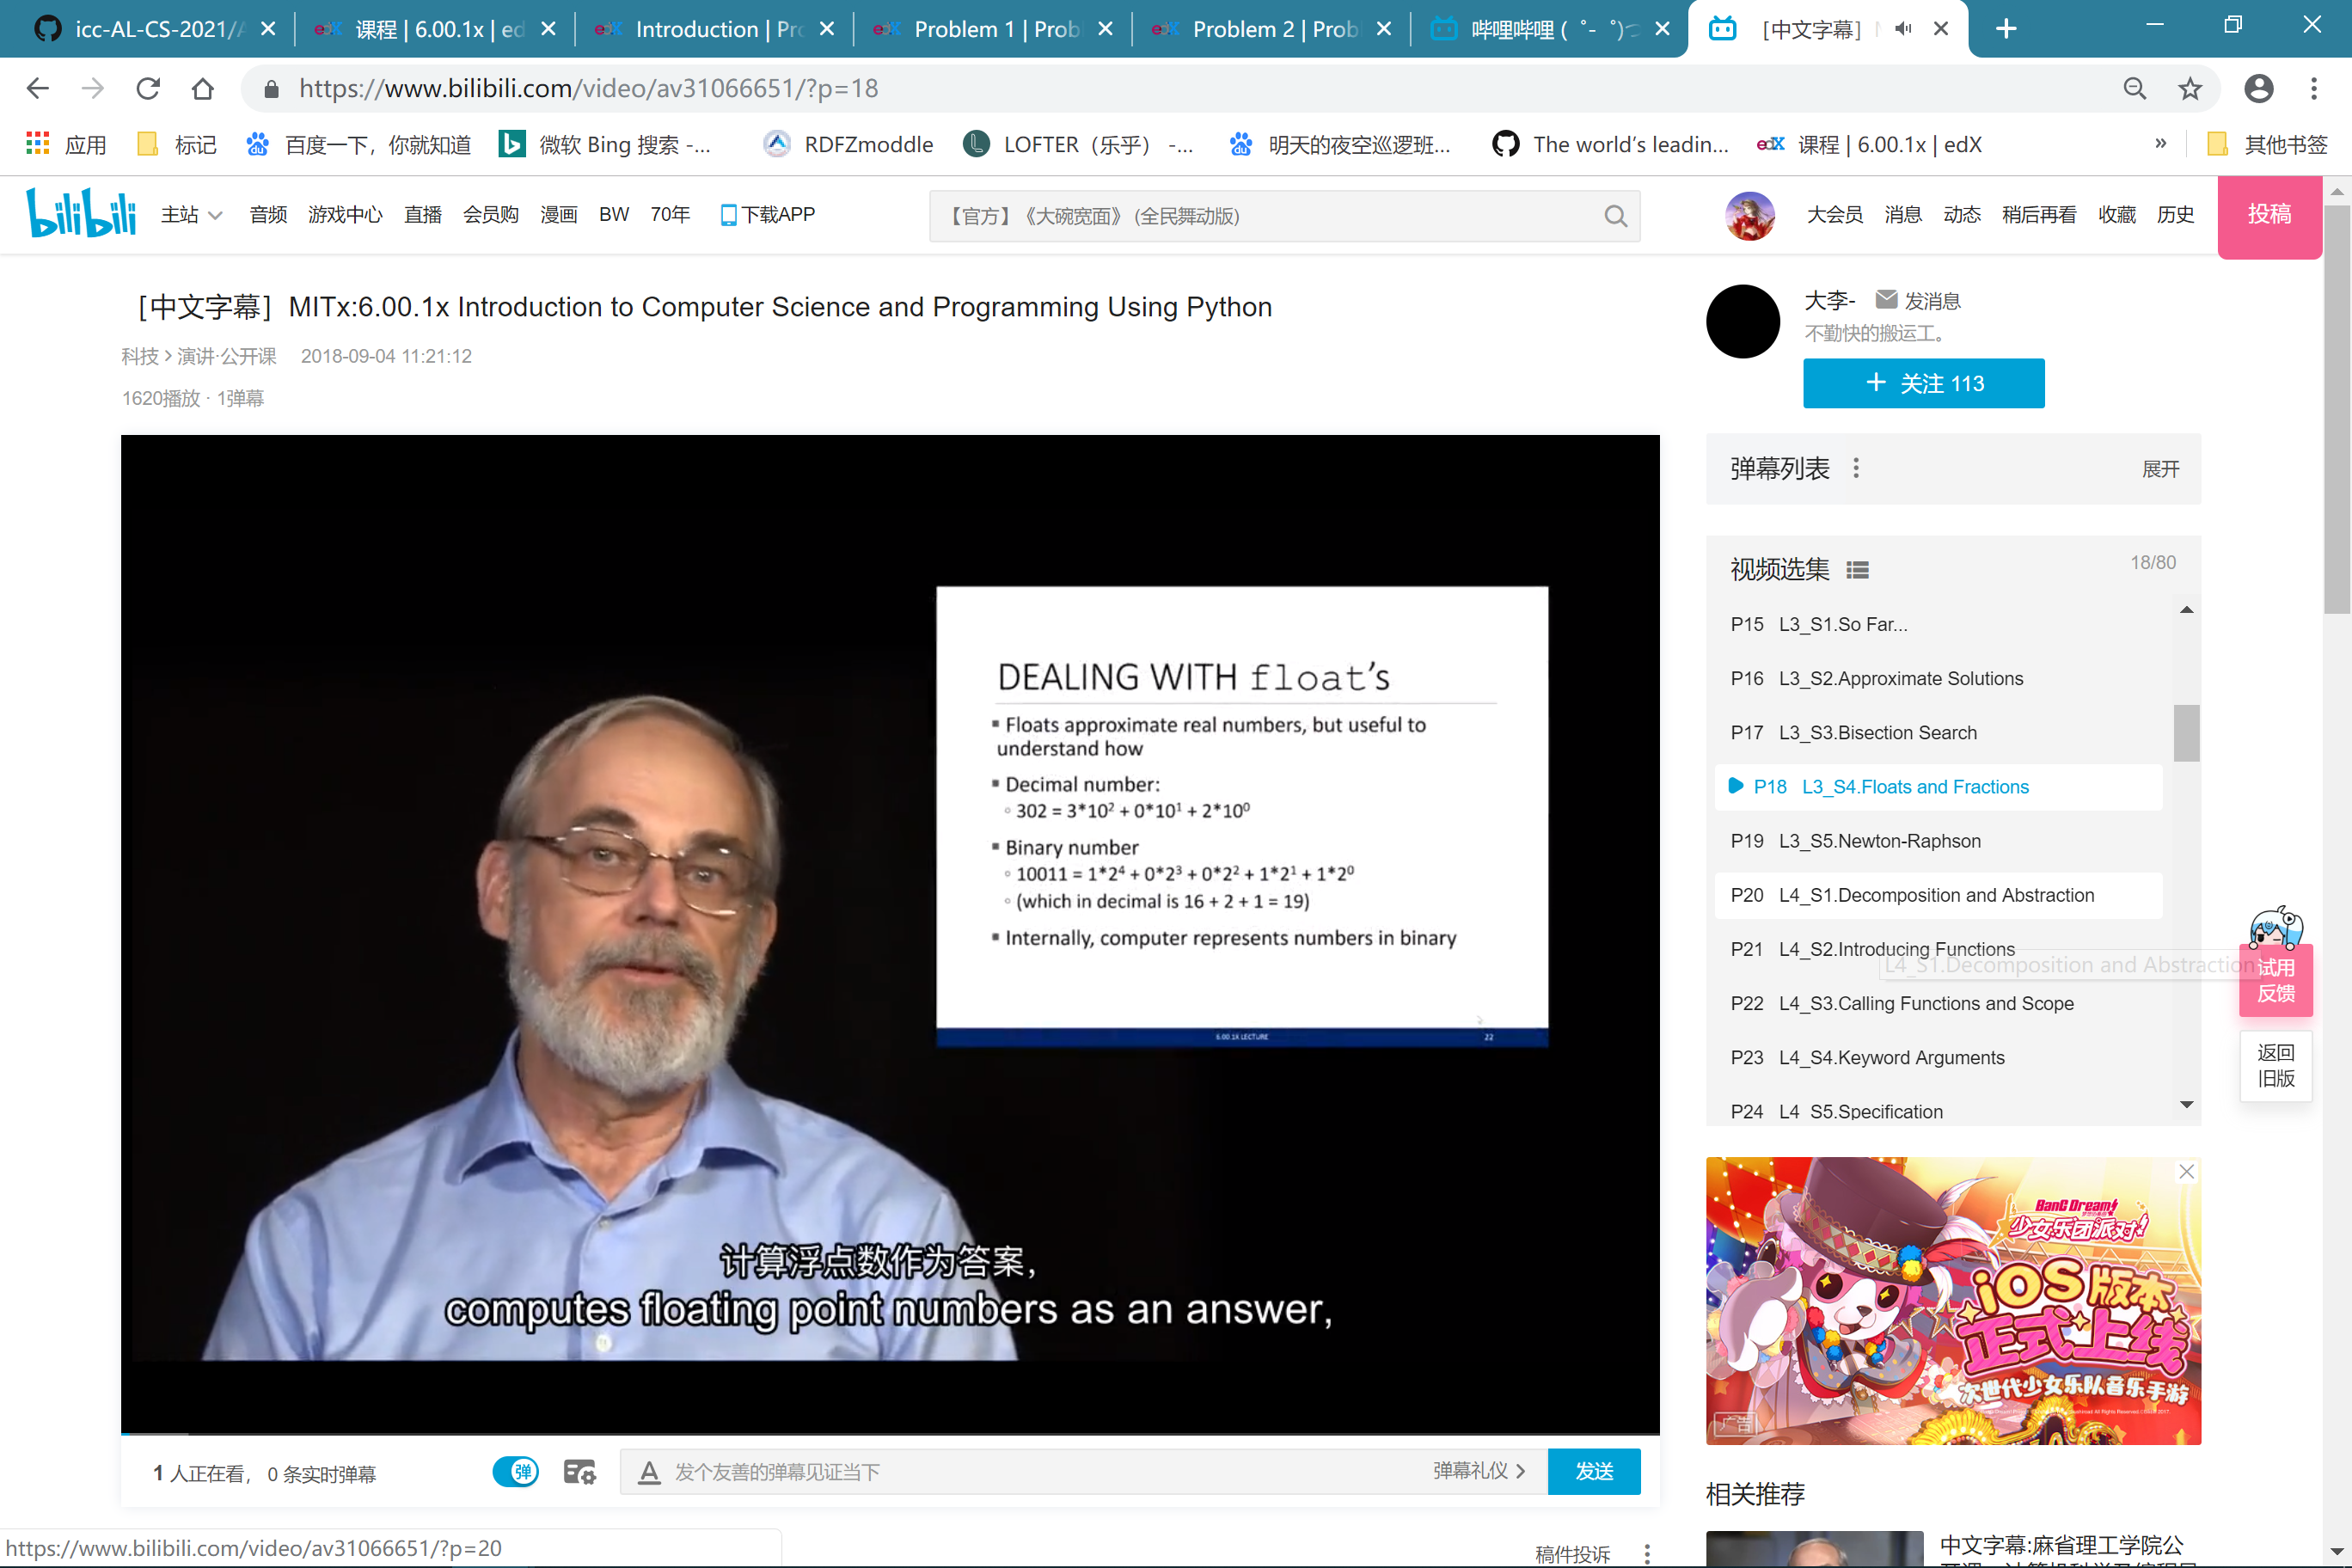 icc-AL-CS-2021/A
课程 | 6.00.1x | ed
Introduction | Pro
Problem 1 | Prob
Problem 2 | Prob
哔哩哔哩 ( ゜- ゜)つ
[中文字幕] M
https://www.bilibili.com/video/av31066651/?p=18
应用
标记
百度一下，你就知道
微软 Bing 搜索 -...
RDFZmoddle
LOFTER（乐乎） -...
明天的夜空巡逻班...
The world's leadin...
课程 | 6.00.1x | edX
»
其他书签
bilibili
主站
音频
游戏中心
直播
会员购
漫画
BW
70年
下载APP
【官方】《大碗宽面》 (全民舞动版)
大会员
消息
动态
稍后再看
收藏
历史
投稿
[中文字幕] MITx:6.00.1x Introduction to Computer Science and Programming Using Python
科技 > 演讲·公开课 2018-09-04 11:21:12
1620播放 · 1弹幕
大李-
发消息
不勤快的搬运工。
+ 关注 113
DEALING WITH float's
Floats approximate real numbers, but useful to
understand how
Decimal number:
302 = 3*10² + 0*10¹ + 2*10⁰
Binary number
10011 = 1*2⁴ + 0*2³ + 0*2² + 1*2¹ + 1*2⁰
(which in decimal is 16 + 2 + 1 = 19)
Internally, computer represents numbers in binary
6.00.1X LECTURE
22
计算浮点数作为答案，
computes floating point numbers as an answer,
1 人正在看， 0 条实时弹幕
弹
发个友善的弹幕见证当下
弹幕礼仪 >
发送
弹幕列表
展开
视频选集
18/80
P15 L3_S1.So Far...
P16 L3_S2.Approximate Solutions
P17 L3_S3.Bisection Search
P18 L3_S4.Floats and Fractions
P19 L3_S5.Newton-Raphson
P20 L4_S1.Decomposition and Abstraction
P21 L4_S2.Introducing Functions
L4_S1.Decomposition and Abstraction
P22 L4_S3.Calling Functions and Scope
P23 L4_S4.Keyword Arguments
P24 L4_S5.Specification
试用
反馈
返回
旧版
BanG Dream!
少女乐团派对!
iOS版本
正式上线
次世代少女乐队音乐手游
广告
相关推荐
中文字幕:麻省理工学院公
稿件投诉
https://www.bilibili.com/video/av31066651/?p=20